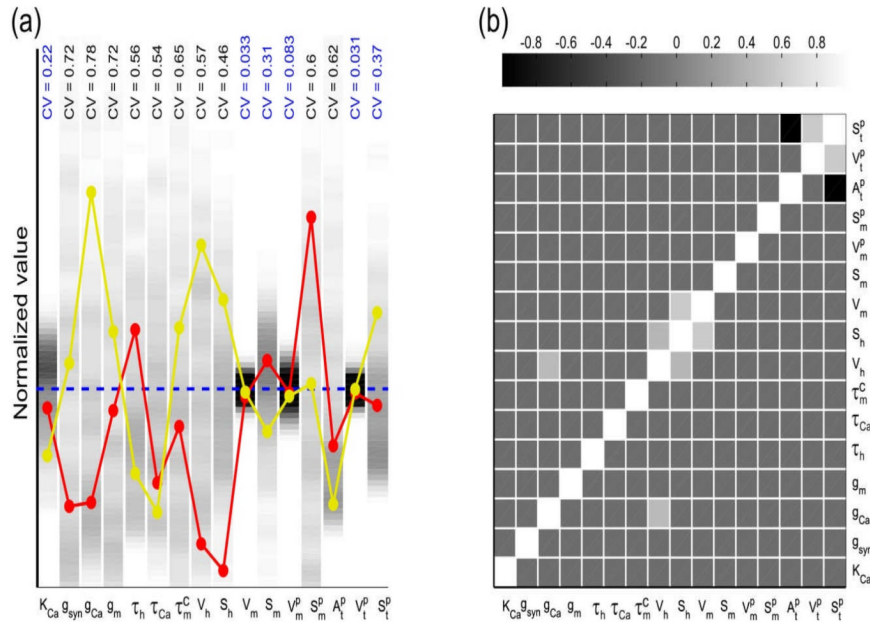 (a)
CV = 0.22
CV = 0.72
CV = 0.78
CV = 0.72
CV = 0.56
CV = 0.54
CV = 0.65
CV = 0.57
CV = 0.46
CV = 0.033
CV = 0.31
CV = 0.083
CV = 0.6
CV = 0.62
CV = 0.031
CV = 0.37
Normalized value
K_Ca g_syn g_Ca g_m τ_h τ_Ca τ_m^C V_h S_h V_m S_m V_m^p S_m^p A_t^p V_t^p S_t^p
(b)
-0.8 -0.6 -0.4 -0.2 0 0.2 0.4 0.6 0.8
S_t^p
V_t^p
A_t^p
S_m^p
V_m^p
S_m
V_m
S_h
V_h
τ_m^C
τ_Ca
τ_h
g_m
g_Ca
g_syn
K_Ca
K_Ca g_syn g_Ca g_m τ_h τ_Ca τ_m^C V_h S_h V_m S_m V_m^p S_m^p A_t^p V_t^p S_t^p